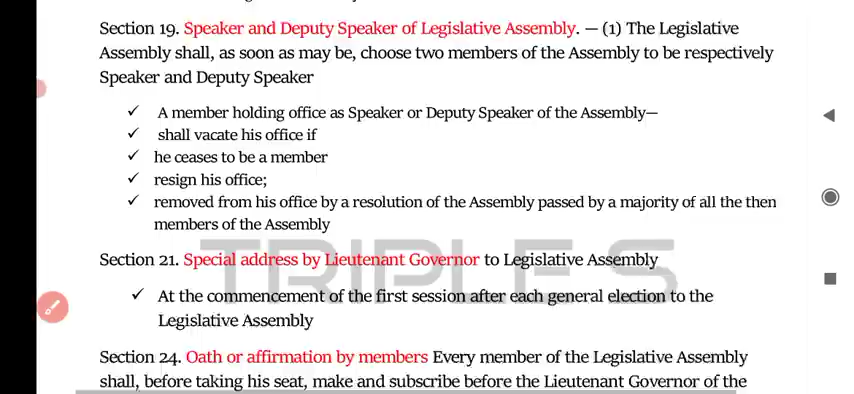 Section 19. Speaker and Deputy Speaker of Legislative Assembly. — (1) The Legislative
Assembly shall, as soon as may be, choose two members of the Assembly to be respectively
Speaker and Deputy Speaker
✓ A member holding office as Speaker or Deputy Speaker of the Assembly—
✓ shall vacate his office if
✓ he ceases to be a member
✓ resign his office;
✓ removed from his office by a resolution of the Assembly passed by a majority of all the then
members of the Assembly
TRIPLE S
Section 21. Special address by Lieutenant Governor to Legislative Assembly
✓ At the commencement of the first session after each general election to the
Legislative Assembly
Section 24. Oath or affirmation by members Every member of the Legislative Assembly
shall, before taking his seat, make and subscribe before the Lieutenant Governor of the